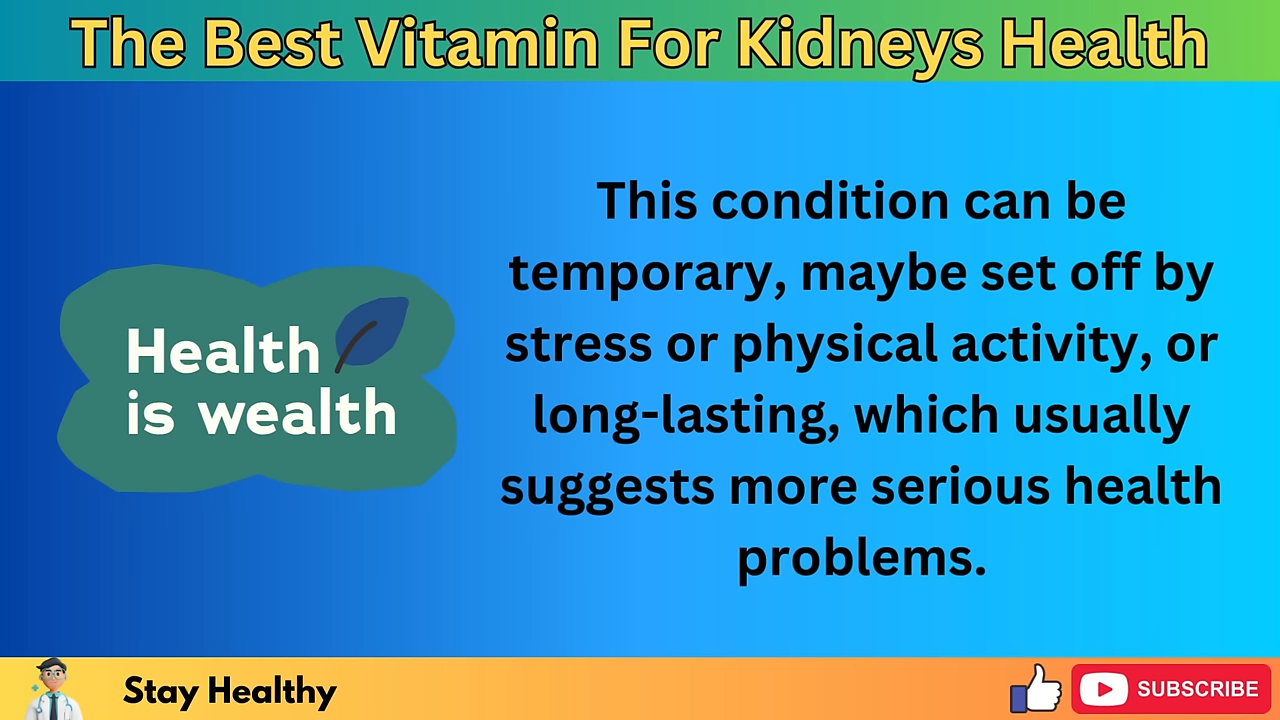 The Best Vitamin For Kidneys Health
Health
is wealth
This condition can be
temporary, maybe set off by
stress or physical activity, or
long-lasting, which usually
suggests more serious health
problems.
Stay Healthy
SUBSCRIBE